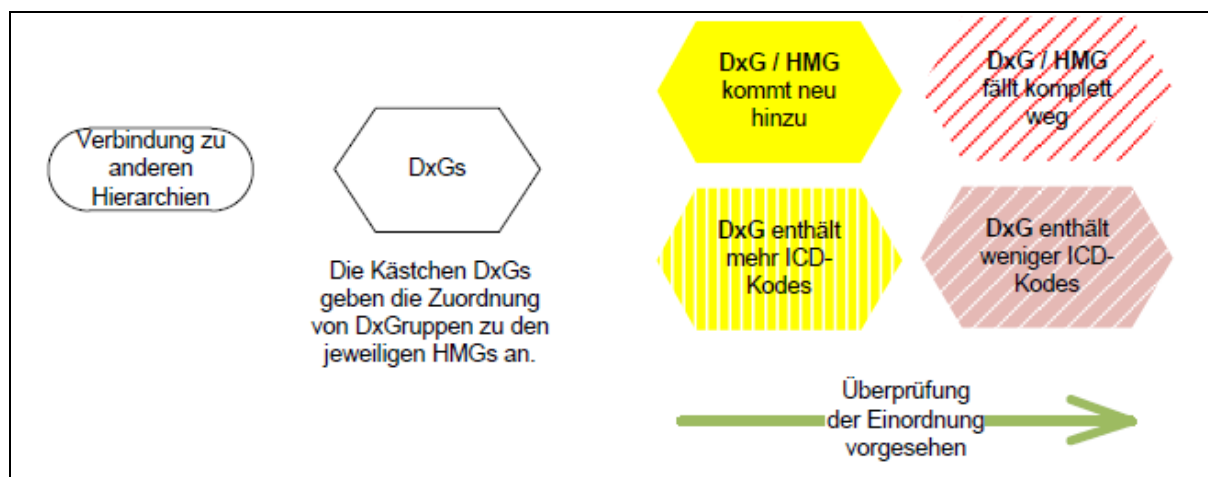 Verbindung zu
anderen
Hierarchien
DxGs
Die Kästchen DxGs
geben die Zuordnung
von DxGruppen zu den
jeweiligen HMGs an.
DxG / HMG
kommt neu
hinzu
DxG / HMG
fällt komplett
weg
DxG enthält
mehr ICD-
Kodes
DxG enthält
weniger ICD-
Kodes
Überprüfung
der Einordnung
vorgesehen